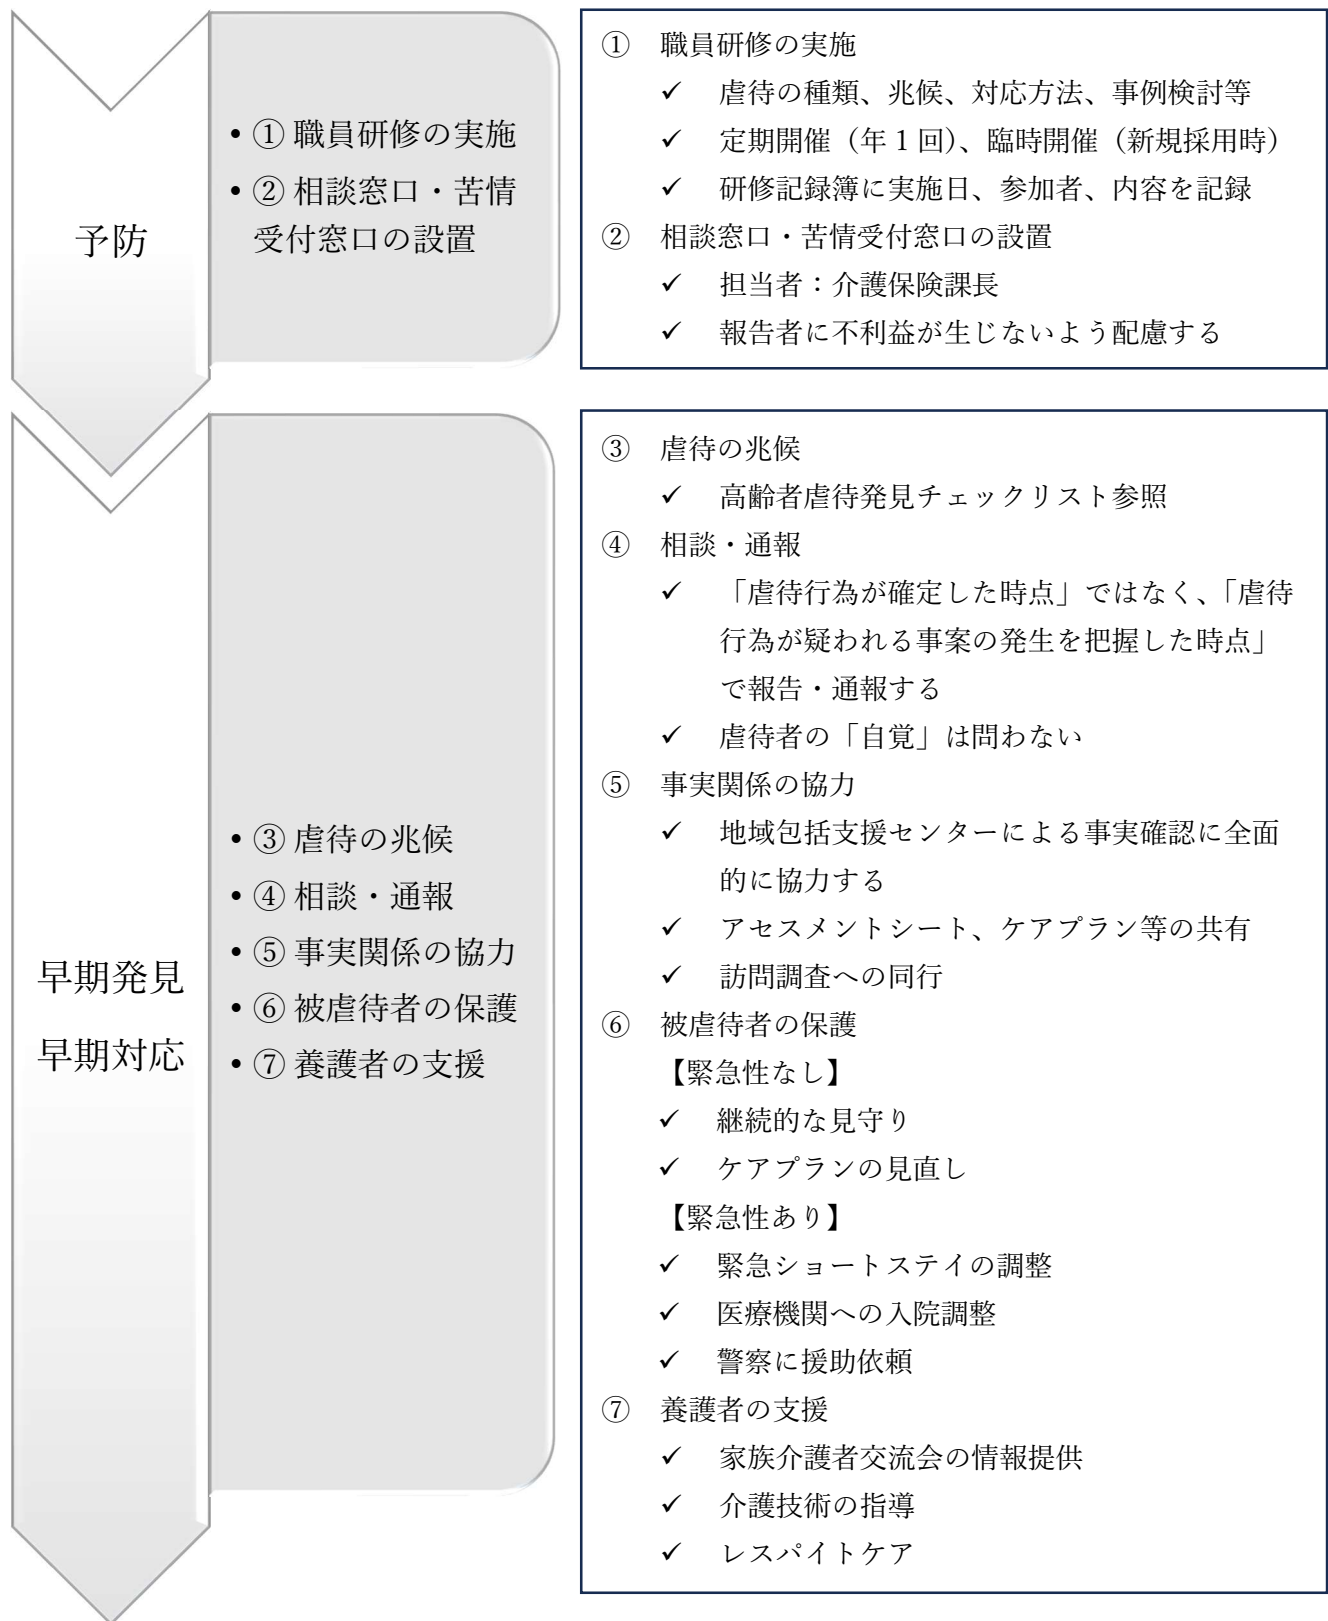 予防
• ① 職員研修の実施
• ② 相談窓口・苦情
受付窓口の設置
① 職員研修の実施
✓ 虐待の種類、兆候、対応方法、事例検討等
✓ 定期開催（年1回）、臨時開催（新規採用時）
✓ 研修記録簿に実施日、参加者、内容を記録
② 相談窓口・苦情受付窓口の設置
✓ 担当者：介護保険課長
✓ 報告者に不利益が生じないよう配慮する
早期発見
早期対応
• ③ 虐待の兆候
• ④ 相談・通報
• ⑤ 事実関係の協力
• ⑥ 被虐待者の保護
• ⑦ 養護者の支援
③ 虐待の兆候
✓ 高齢者虐待発見チェックリスト参照
④ 相談・通報
✓ 「虐待行為が確定した時点」ではなく、「虐待
行為が疑われる事案の発生を把握した時点」
で報告・通報する
✓ 虐待者の「自覚」は問わない
⑤ 事実関係の協力
✓ 地域包括支援センターによる事実確認に全面
的に協力する
✓ アセスメントシート、ケアプラン等の共有
✓ 訪問調査への同行
⑥ 被虐待者の保護
【緊急性なし】
✓ 継続的な見守り
✓ ケアプランの見直し
【緊急性あり】
✓ 緊急ショートステイの調整
✓ 医療機関への入院調整
✓ 警察に援助依頼
⑦ 養護者の支援
✓ 家族介護者交流会の情報提供
✓ 介護技術の指導
✓ レスパイトケア